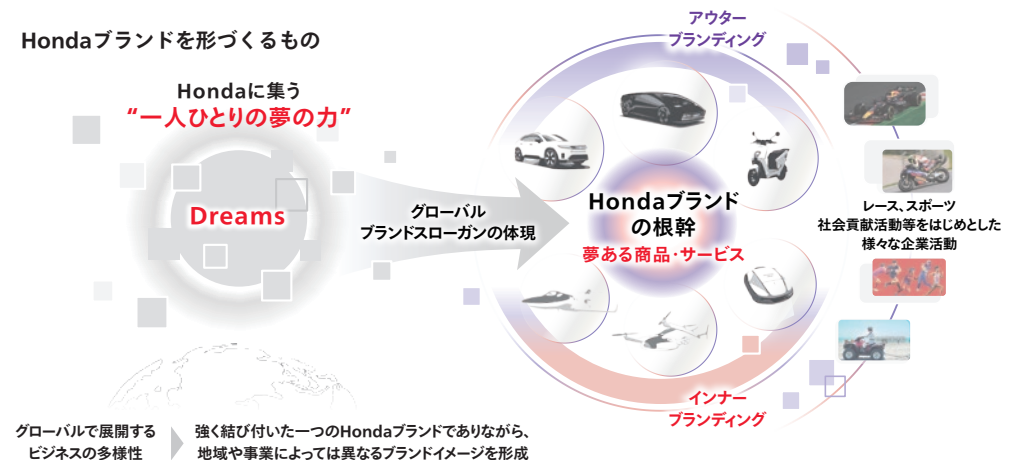 Hondaブランドを形づくるもの
Hondaに集う
“一人ひとりの夢の力”
Dreams
グローバル
ブランドスローガンの体現
アウター
ブランディング
Hondaブランド
の根幹
夢ある商品・サービス
インナー
ブランディング
レース、スポーツ
社会貢献活動等をはじめとした
様々な企業活動
グローバルで展開する
ビジネスの多様性
強く結び付いた一つのHondaブランドでありながら、
地域や事業によっては異なるブランドイメージを形成